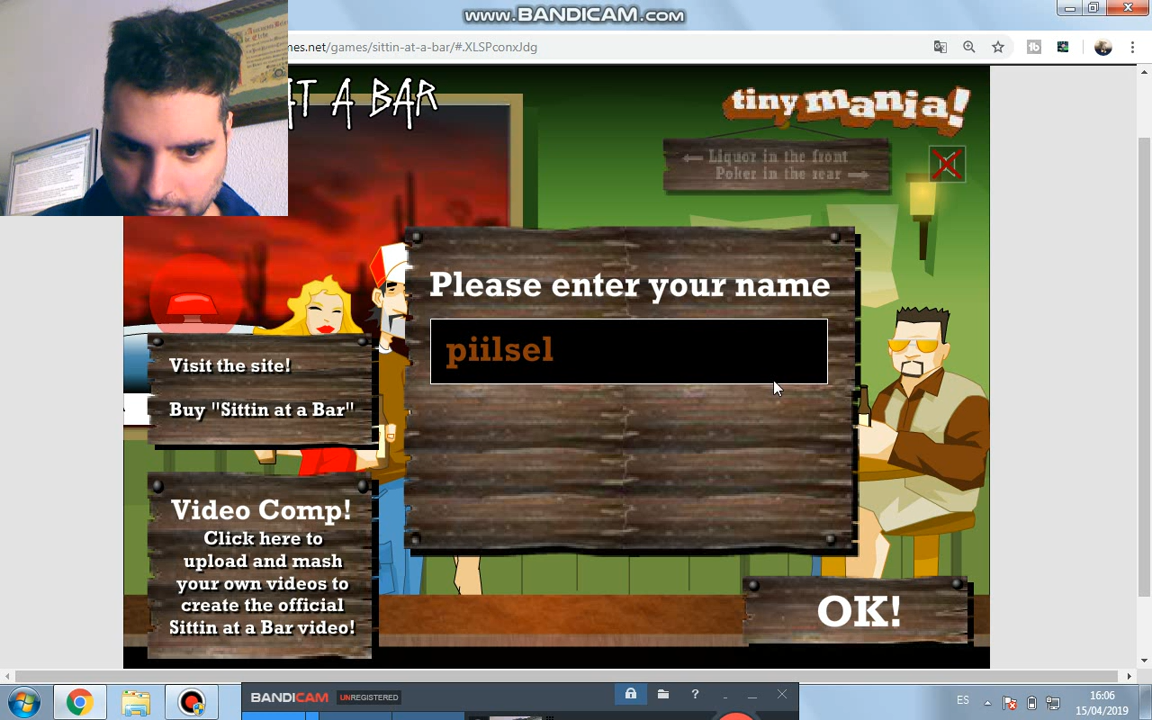 www.BANDICAM.com
mes.net/games/sittin-at-a-bar/#.XLSPconxJdg
AT A BAR
tiny mania!
← Liquor in the front
Poker in the rear →
Please enter your name
piilsel
Visit the site!
Buy "Sittin at a Bar"
Video Comp!
Click here to
upload and mash
your own videos to
create the official
Sittin at a Bar video!
OK!
BANDICAM UNREGISTERED
ES
16:06
15/04/2019